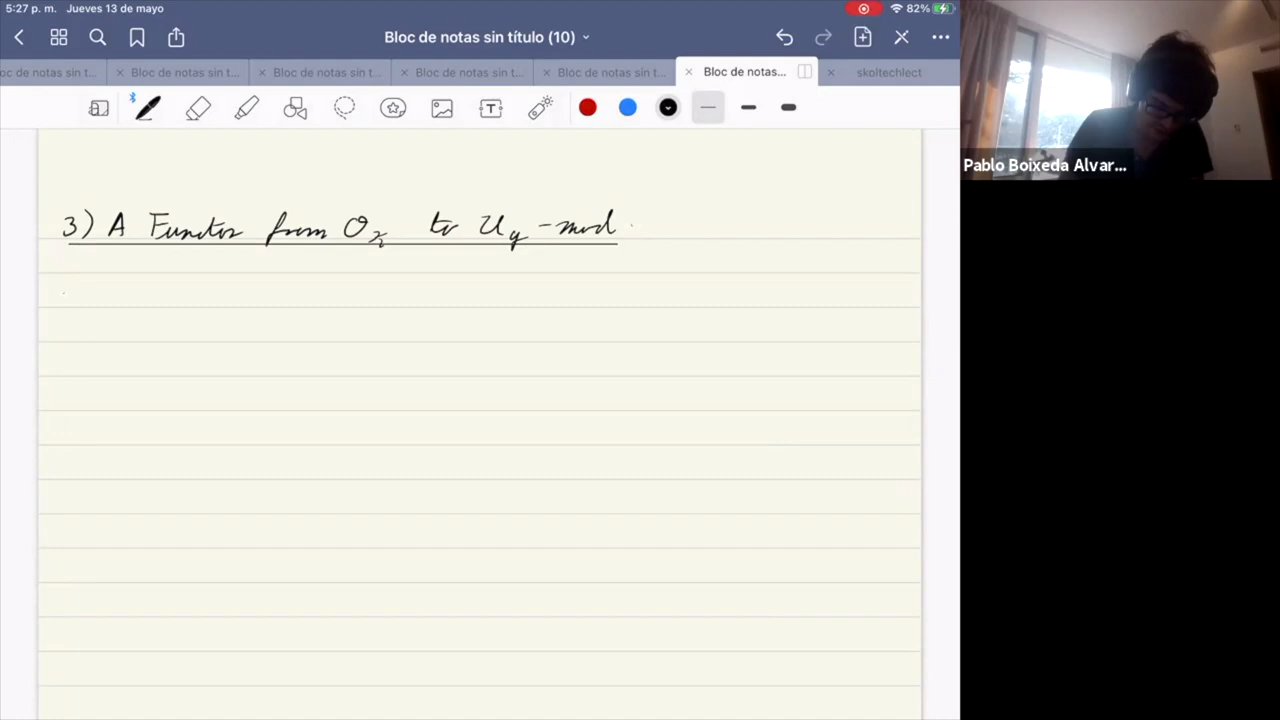 5:27 p. m. Jueves 13 de mayo
82%
Bloc de notas sin título (10)
oc de notas sin t...
Bloc de notas sin t...
Bloc de notas sin t...
Bloc de notas sin t...
Bloc de notas sin t...
Bloc de notas...
skoltechlect
Pablo Boixeda Alvar...
3) A Functor from O_χ to U_q-mod